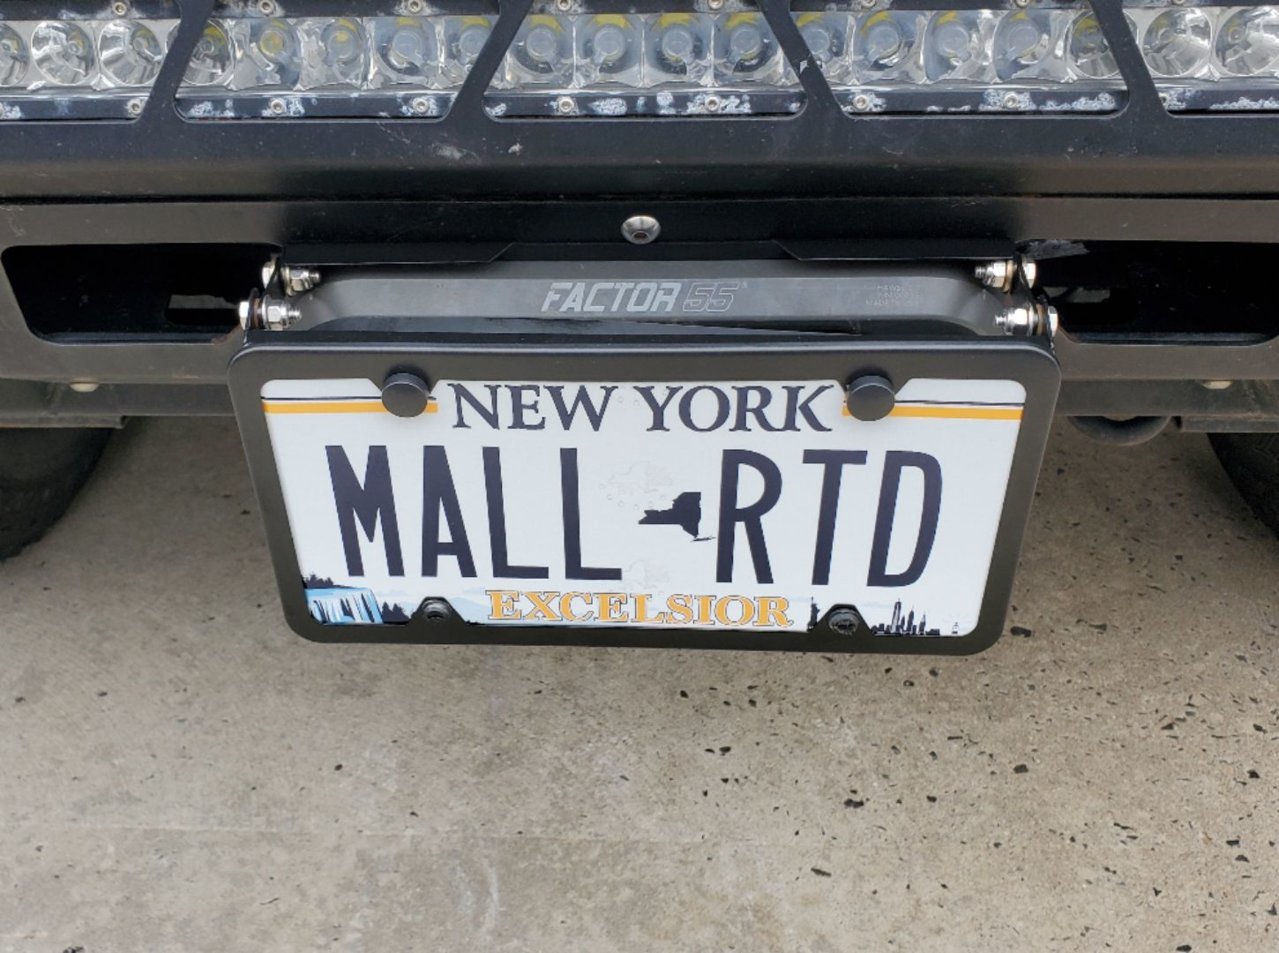 FACTOR 55
NEW YORK
MALL RTD
EXCELSIOR